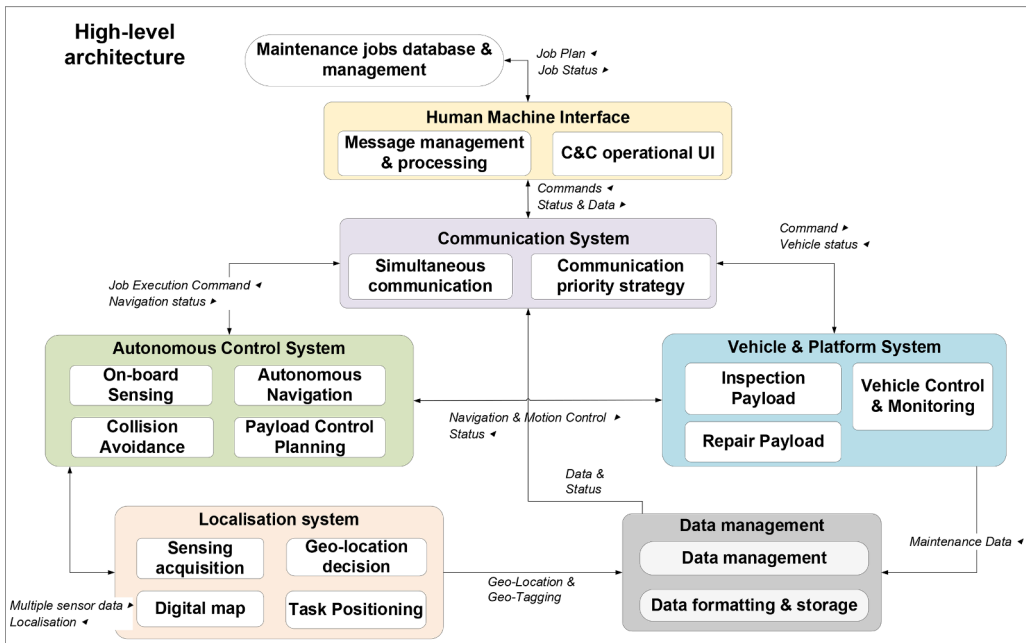 High-level
architecture
Maintenance jobs database &
management
Job Plan
Job Status
Human Machine Interface
Message management
& processing
C&C operational UI
Commands
Status & Data
Communication System
Simultaneous
communication
Communication
priority strategy
Command
Vehicle status
Job Execution Command
Navigation status
Autonomous Control System
On-board
Sensing
Autonomous
Navigation
Collision
Avoidance
Payload Control
Planning
Vehicle & Platform System
Inspection
Payload
Vehicle Control
& Monitoring
Repair Payload
Navigation & Motion Control
Status
Data &
Status
Localisation system
Sensing
acquisition
Geo-location
decision
Digital map
Task Positioning
Multiple sensor data
Localisation
Geo-Location &
Geo-Tagging
Data management
Data management
Data formatting & storage
Maintenance Data